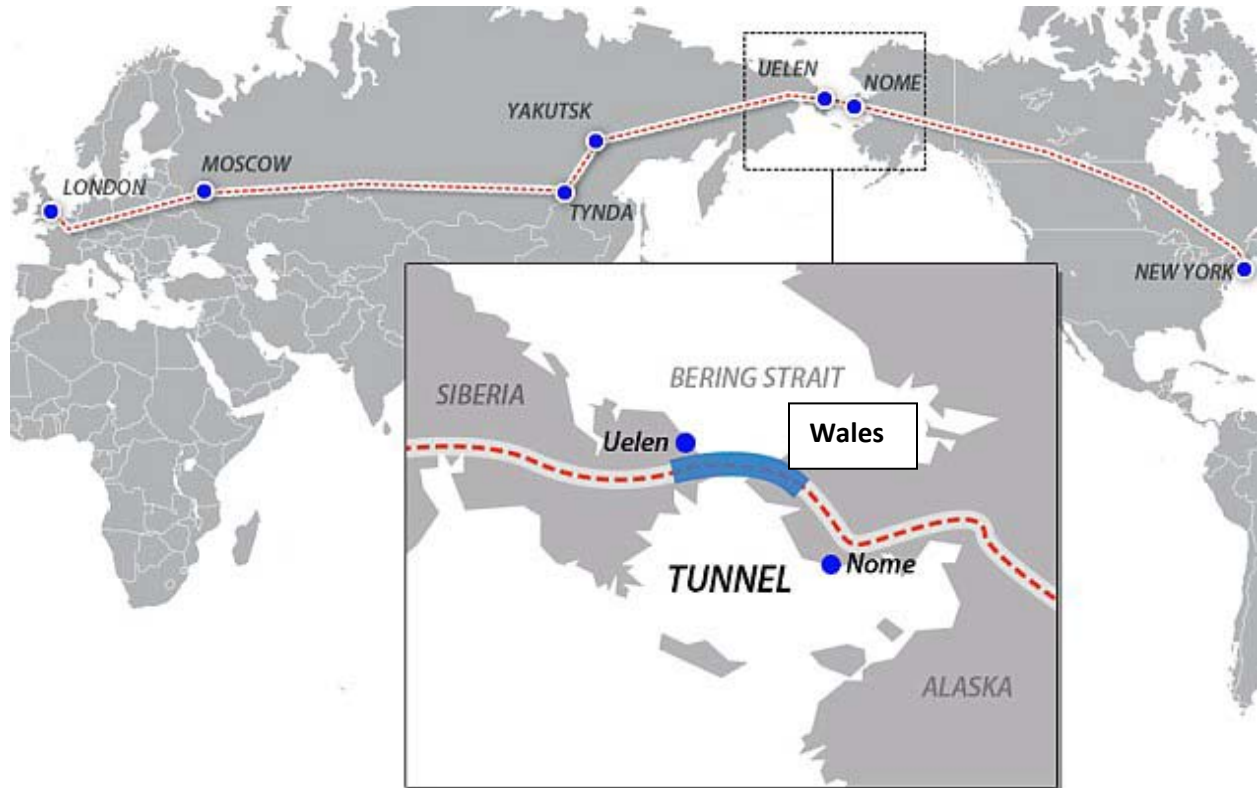 UELEN
NOME
YAKUTSK
MOSCOW
LONDON
TYNDA
NEW YORK
BERING STRAIT
SIBERIA
Wales
Uelen
Nome
TUNNEL
ALASKA